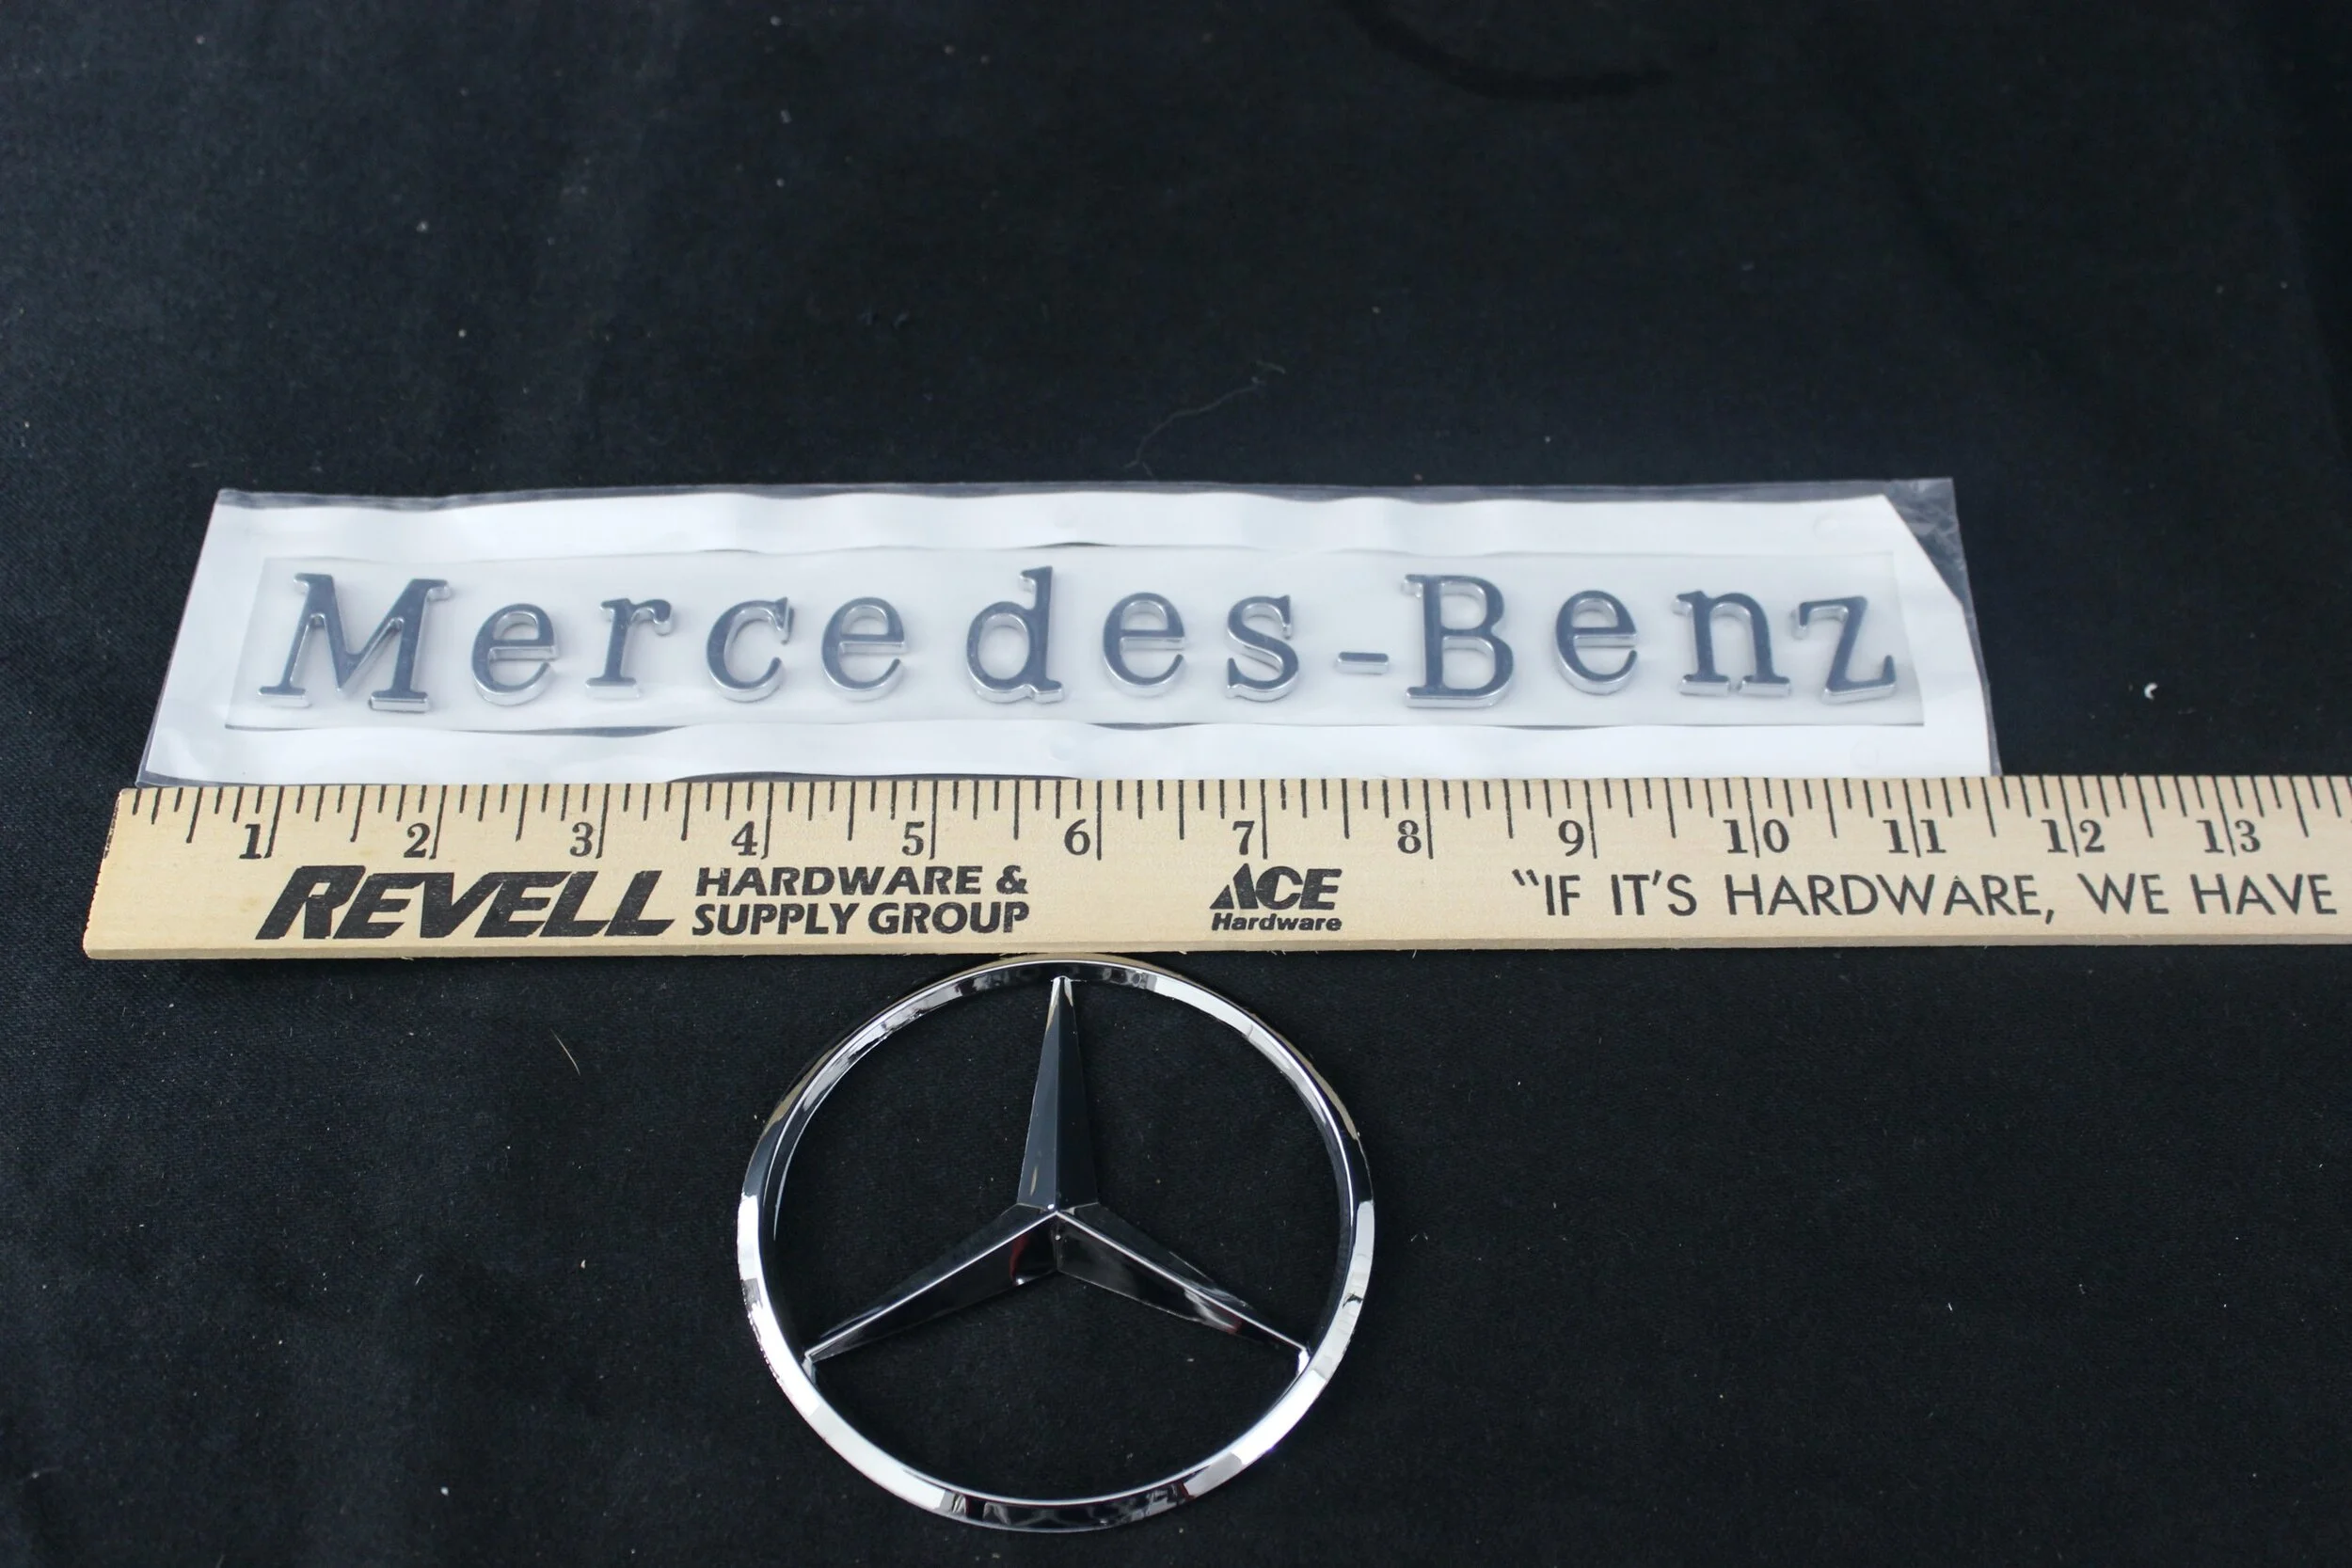 Mercedes-Benz
1 2 3 4 5 6 7 8 9 10 11 12 13
REVELL HARDWARE &
SUPPLY GROUP
ACE
Hardware
"IF IT'S HARDWARE, WE HAVE